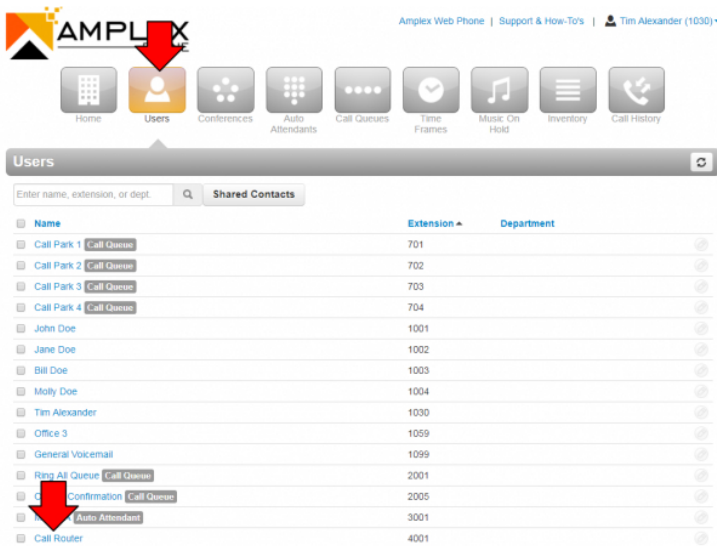 AMPLEX
Amplex Web Phone | Support & How-To's | Tim Alexander (1030)
Home
Users
Conferences
Auto Attendants
Call Queues
Time Frames
Music On Hold
Inventory
Call History
Users
Enter name, extension, or dept.
Shared Contacts
Name Extension Department
Call Park 1 Call Queue 701
Call Park 2 Call Queue 702
Call Park 3 Call Queue 703
Call Park 4 Call Queue 704
John Doe 1001
Jane Doe 1002
Bill Doe 1003
Molly Doe 1004
Tim Alexander 1030
Office 3 1059
General Voicemail 1099
Ring All Queue Call Queue 2001
Confirmation Call Queue 2005
Auto Attendant 3001
Call Router 4001